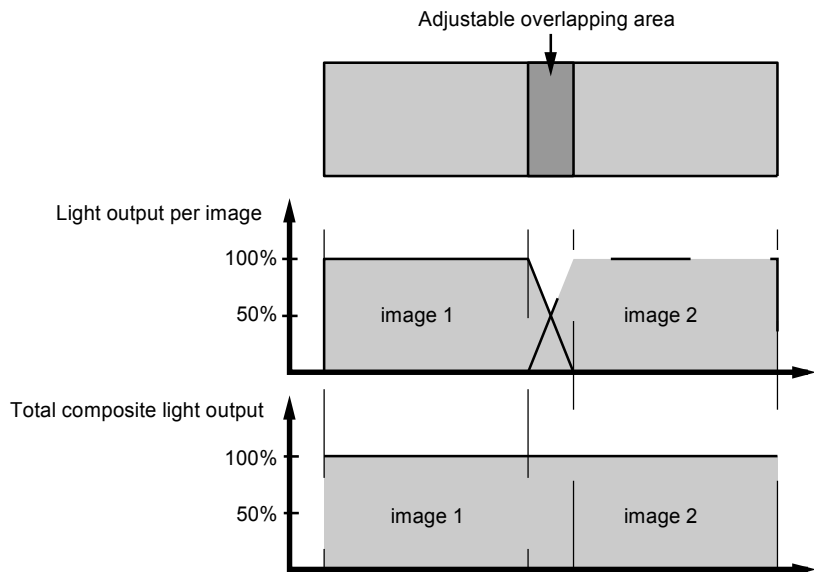 Adjustable overlapping area
Light output per image
100%
50%
image 1
image 2
Total composite light output
100%
50%
image 1
image 2